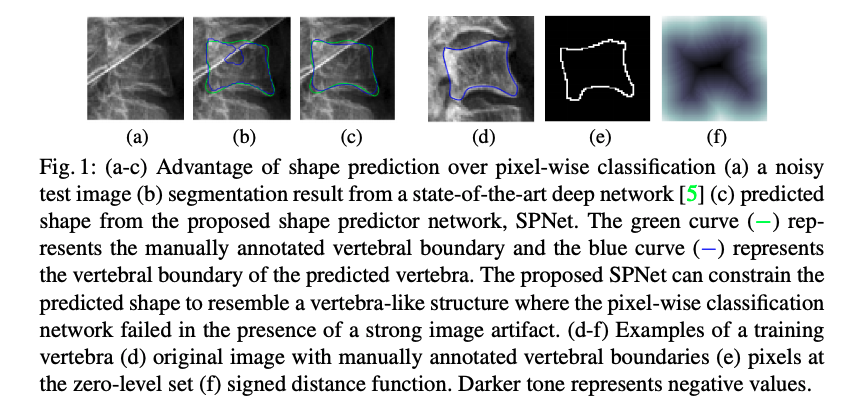 (a) (b) (c) (d) (e) (f)
Fig. 1: (a-c) Advantage of shape prediction over pixel-wise classification (a) a noisy
test image (b) segmentation result from a state-of-the-art deep network [5] (c) predicted
shape from the proposed shape predictor network, SPNet. The green curve (−) rep-
resents the manually annotated vertebral boundary and the blue curve (−) represents
the vertebral boundary of the predicted vertebra. The proposed SPNet can constrain the
predicted shape to resemble a vertebra-like structure where the pixel-wise classification
network failed in the presence of a strong image artifact. (d-f) Examples of a training
vertebra (d) original image with manually annotated vertebral boundaries (e) pixels at
the zero-level set (f) signed distance function. Darker tone represents negative values.